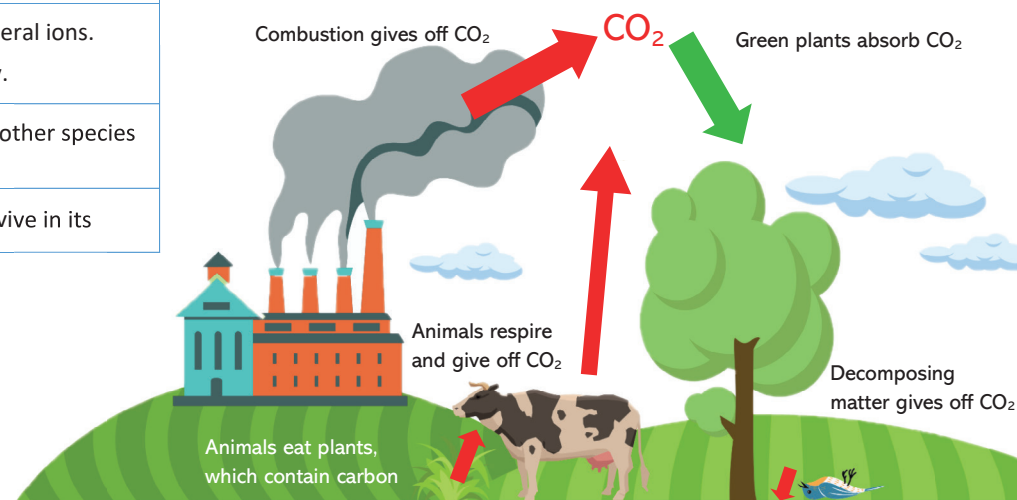 eral ions.
.
other species
vive in its
Combustion gives off CO₂
CO₂
Green plants absorb CO₂
Animals respire
and give off CO₂
Decomposing
matter gives off CO₂
Animals eat plants,
which contain carbon